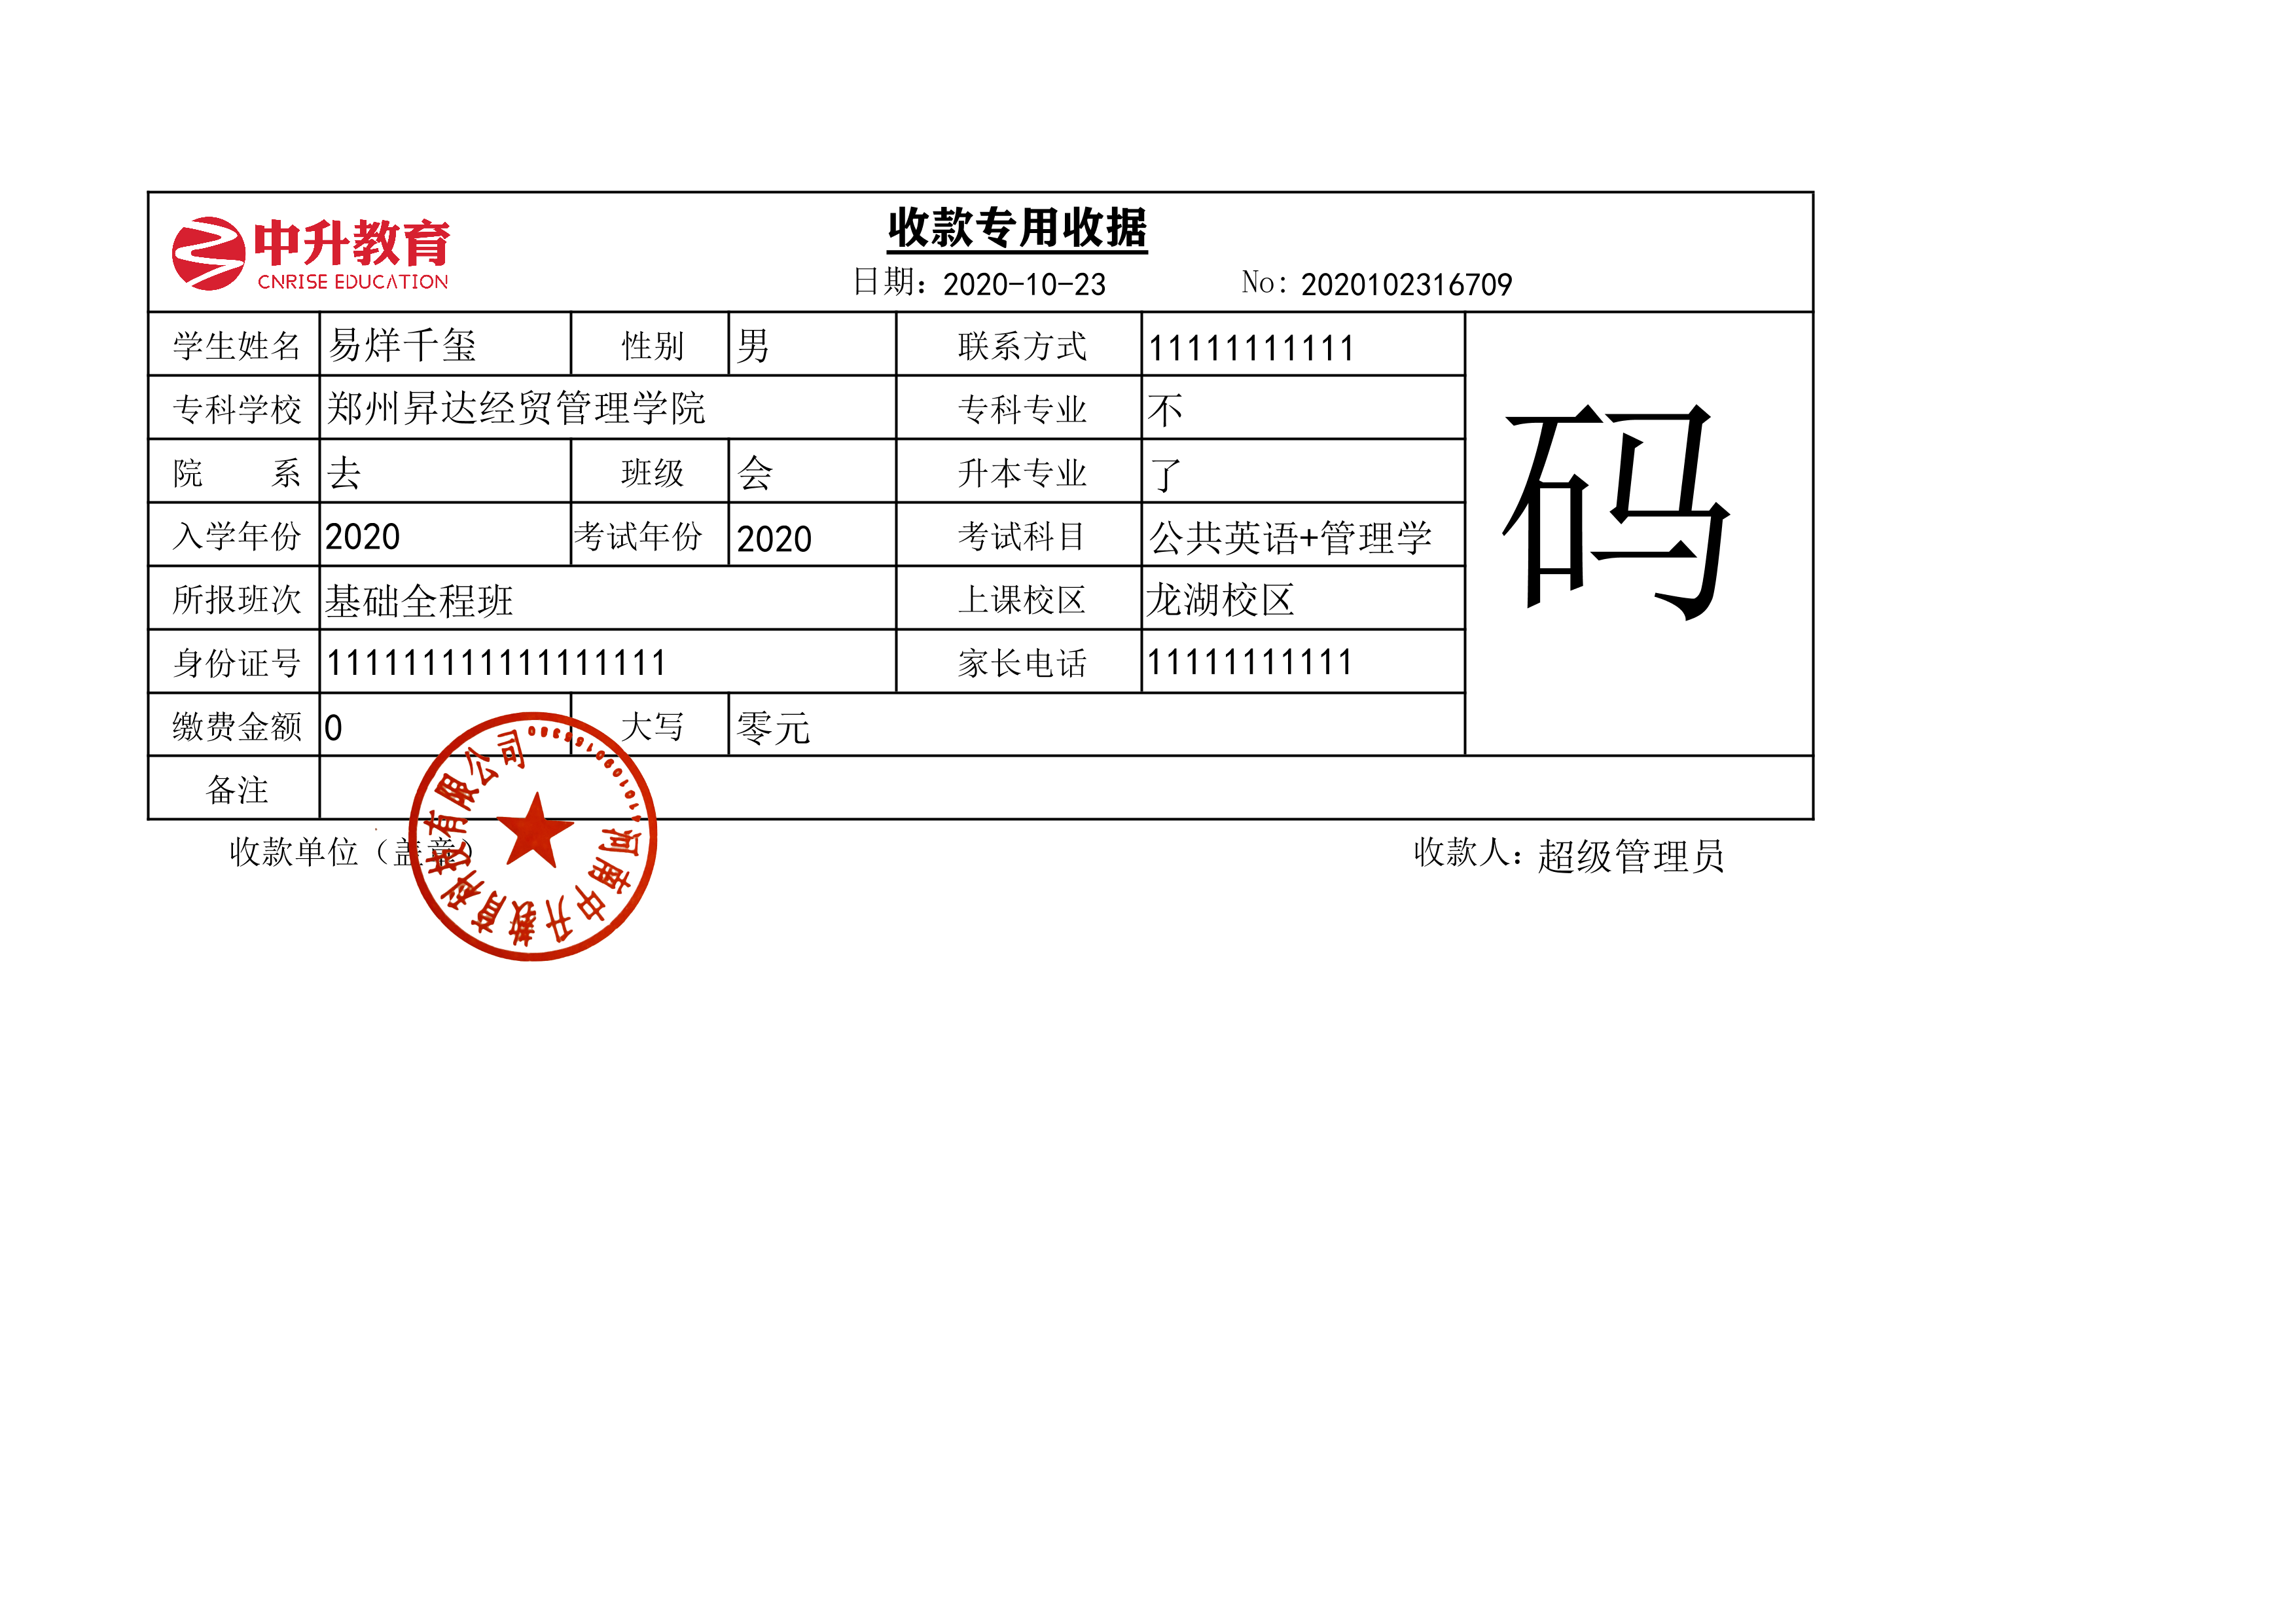 中升教育
CNRISE EDUCATION
收款专用收据
日期: 2020-10-23 No: 2020102316709
学生姓名 易烊千玺 性别 男 联系方式 11111111111
专科学校 郑州昇达经贸管理学院 专科专业 不
院 系 去 班级 会 升本专业 了
入学年份 2020 考试年份 2020 考试科目 公共英语+管理学
所报班次 基础全程班 上课校区 龙湖校区
身份证号 111111111111111111 家长电话 11111111111
缴费金额 0 大写 零元
码
备注
收款单位（盖章） 收款人: 超级管理员
河南中升教育科技有限公司